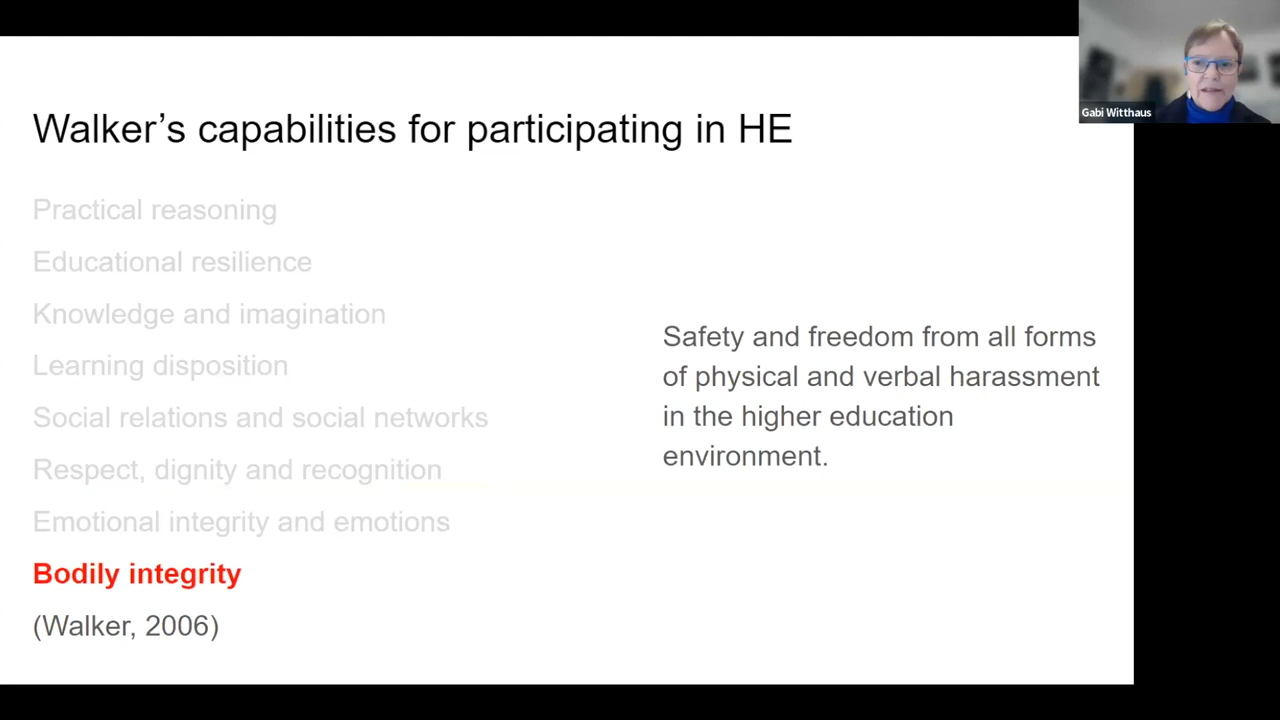 Walker’s capabilities for participating in HE
Practical reasoning
Educational resilience
Knowledge and imagination
Learning disposition
Social relations and social networks
Respect, dignity and recognition
Emotional integrity and emotions
Bodily integrity
(Walker, 2006)
Safety and freedom from all forms
of physical and verbal harassment
in the higher education
environment.
Gabi Witthaus